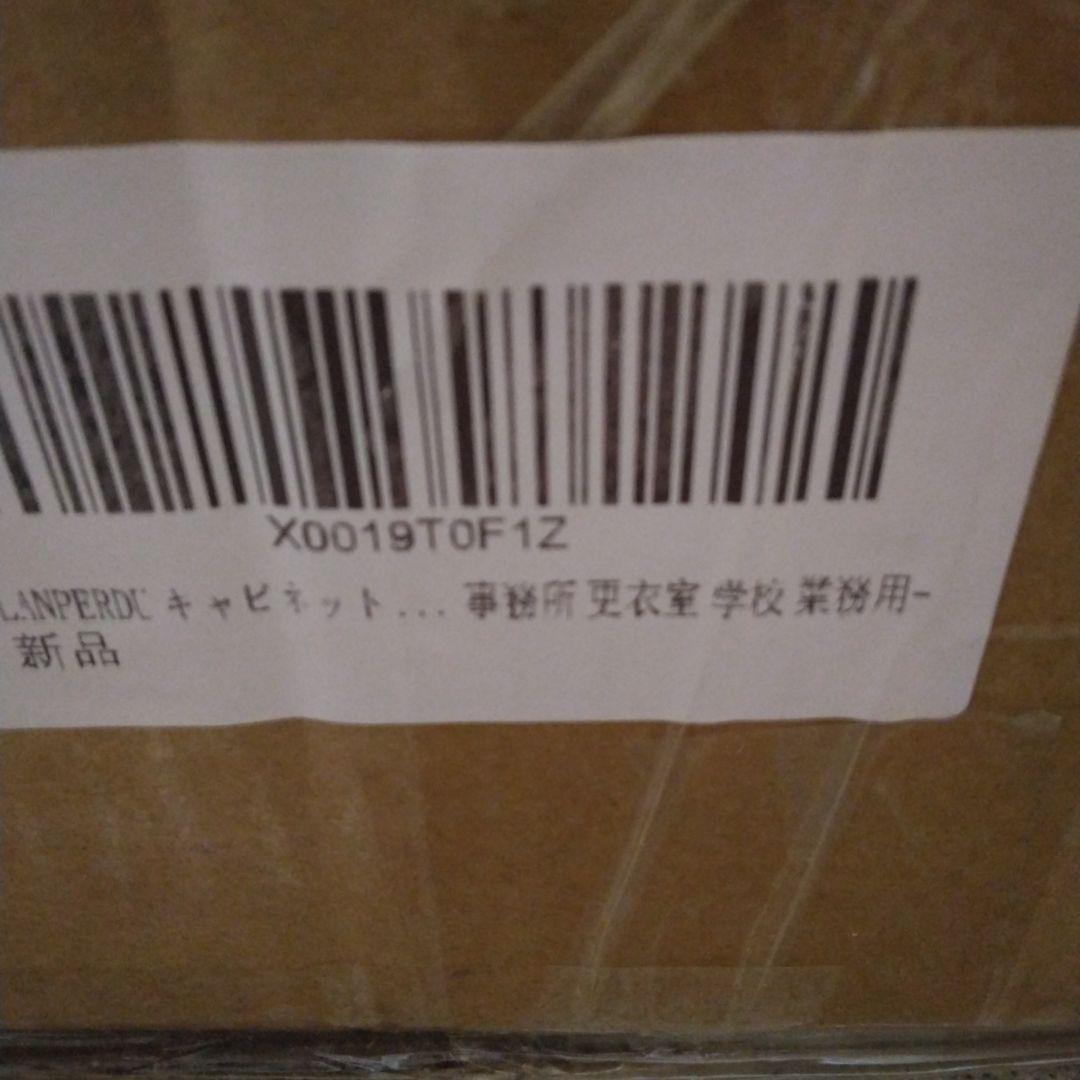 X0019T0F1Z
LANPERDU キャビネット... 事務所 更衣室 学校 業務用-
新品